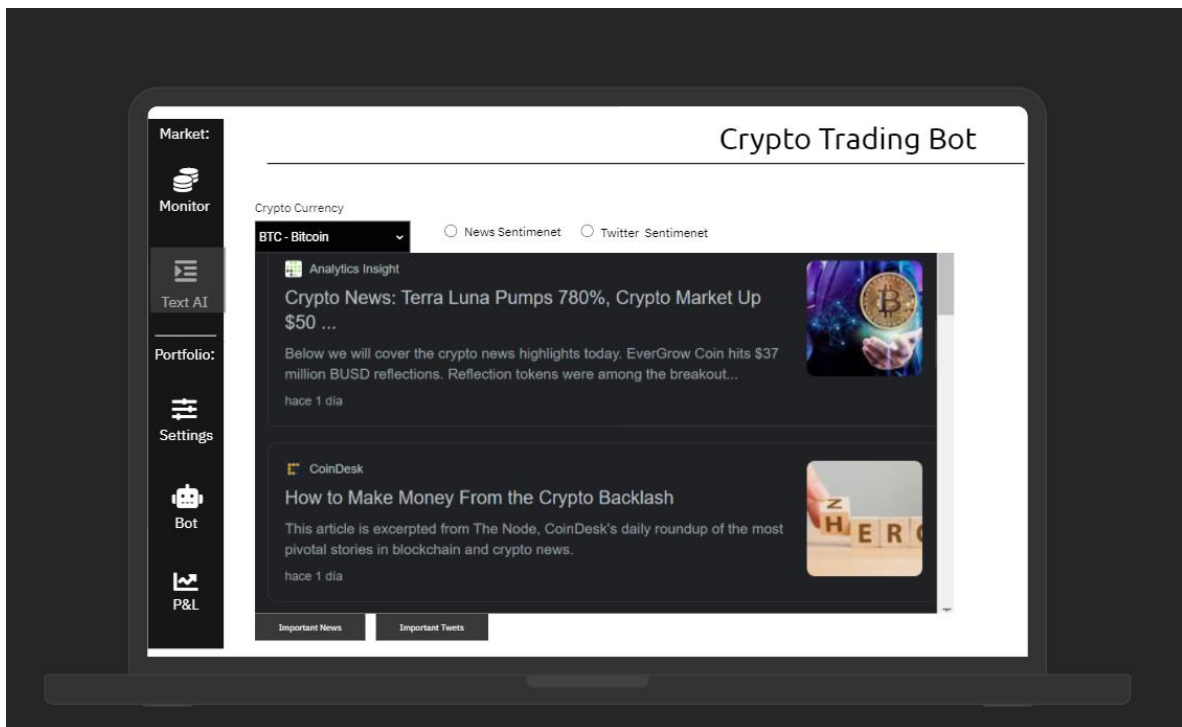 Market:
Crypto Trading Bot
Monitor
Crypto Currency
BTC - Bitcoin
News Sentimenet
Twitter Sentimenet
Text AI
Analytics Insight
Crypto News: Terra Luna Pumps 780%, Crypto Market Up
$50 ...
Below we will cover the crypto news highlights today. EverGrow Coin hits $37
million BUSD reflections. Reflection tokens were among the breakout...
hace 1 día
Portfolio:
Settings
Bot
P&L
CoinDesk
How to Make Money From the Crypto Backlash
This article is excerpted from The Node, CoinDesk's daily roundup of the most
pivotal stories in blockchain and crypto news.
hace 1 día
N
H E R
Important News
Important Twets